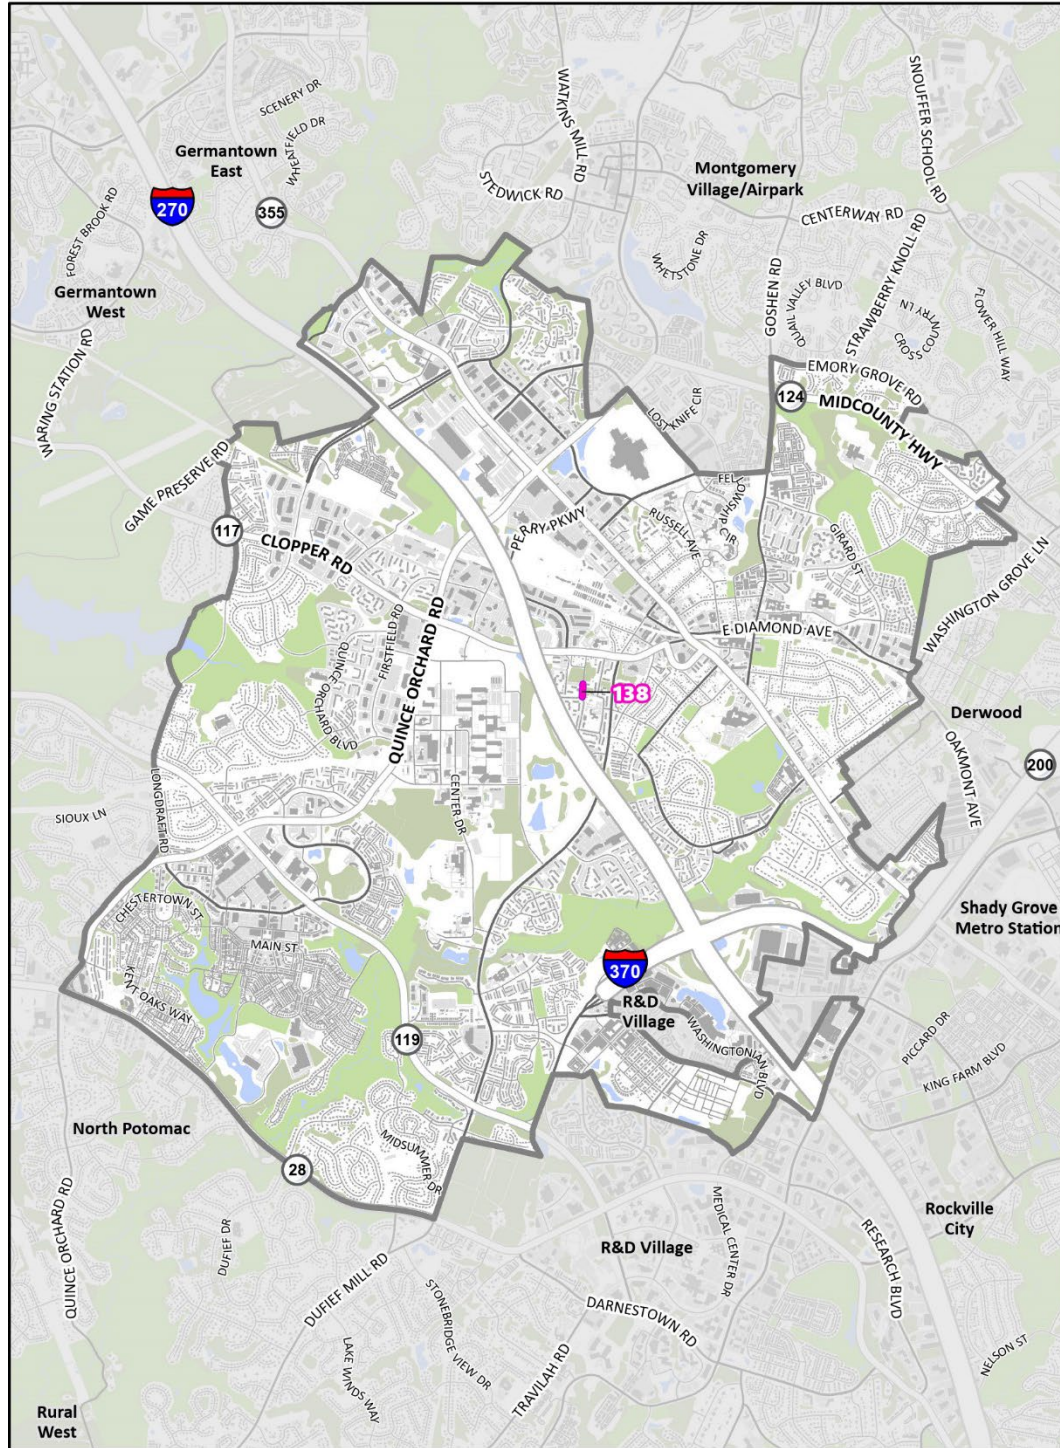 SCENERY DR
WHEATFIELD DR
Germantown
East
270
355
FOREST BROOK RD
Germantown
West
WARING STATION RD
WATKINS MILL RD
STEDWICK RD
Montgomery
Village/Airpark
SNOUFFER SCHOOL RD
CENTERWAY RD
WHETSTONE DR
GOSHEN RD
QUAIL VALLEY BLVD
STRAWBERRY KNOLL RD
CROSS COUNTRY LN
FLOWER HILL WAY
EMORY GROVE RD
124
MIDCOUNTY HWY
LOST KNIFE CIR
GAME PRESERVE RD
117
CLOPPER RD
PERRY PKWY
FELLOWSHIP CIR
RUSSELL AVE
GIRARD ST
WASHINGTON GROVE LN
E DIAMOND AVE
QUINCE ORCHARD RD
FIRSTFIELD RD
QUINCE ORCHARD BLVD
138
Derwood
OAKMONT AVE
200
LONGDRAFT RD
SIOUX LN
CENTER DR
CHESTERTOWN ST
MAIN ST
KENT OAKS WAY
Shady Grove
Metro Station
370
R&D
Village
WASHINGTONIAN BLVD
PICCARD DR
KING FARM BLVD
119
North Potomac
MIDSUMMER DR
28
QUINCE ORCHARD RD
DUFIEF DR
DUFIEF MILL RD
R&D Village
MEDICAL CENTER DR
Rockville
City
RESEARCH BLVD
DARNESTOWN RD
STONEBRIDGE VIEW DR
LAKE WINDS WAY
TRAVILAH RD
NELSON ST
Rural
West